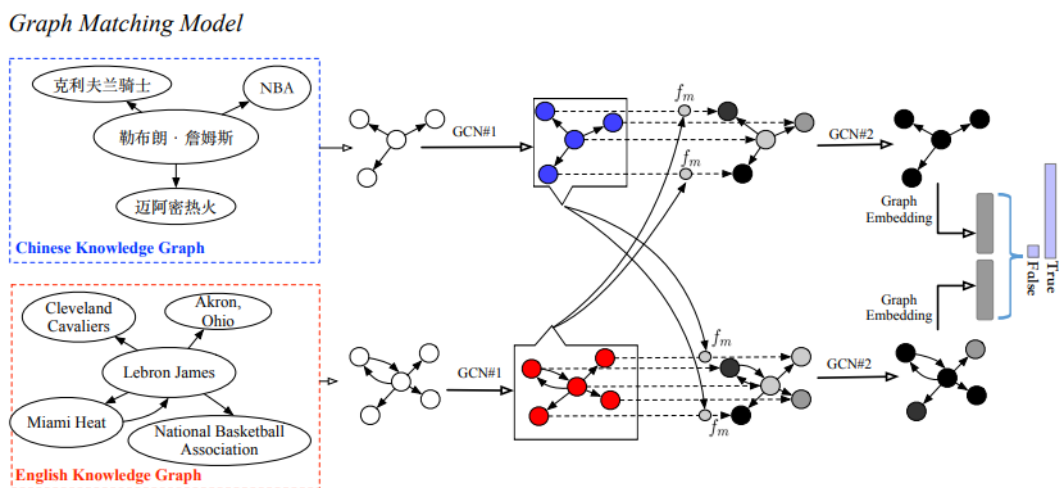 Graph Matching Model
克利夫兰骑士
NBA
勒布朗·詹姆斯
迈阿密热火
Chinese Knowledge Graph
GCN#1
f_m
f_m
GCN#2
Graph
Embedding
Cleveland
Cavaliers
Akron,
Ohio
Lebron James
Miami Heat
National Basketball
Association
English Knowledge Graph
GCN#1
f_m
f_m
GCN#2
Graph
Embedding
False
True